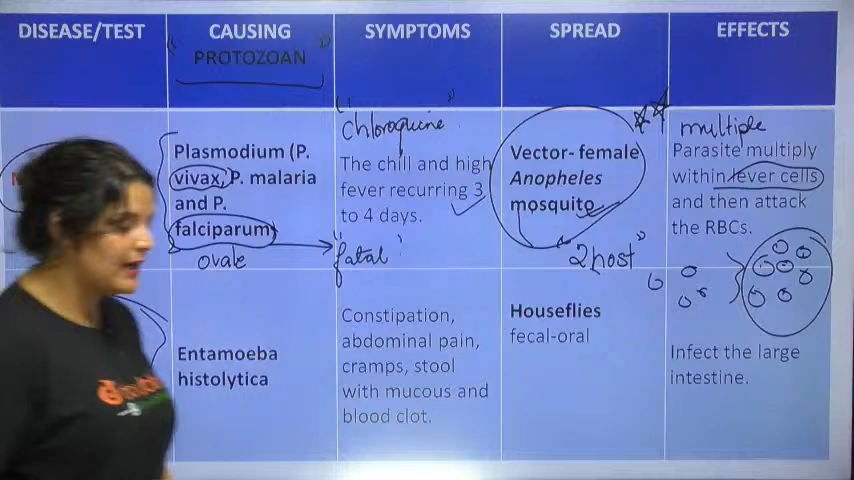 DISEASE/TEST
CAUSING
PROTOZOAN
SYMPTOMS
SPREAD
EFFECTS
Plasmodium (P.
vivax, P. malaria
and P.
falciparum
ovale
chloroquine
The chill and high
fever recurring 3
to 4 days.
"fatal"
Vector- female
Anopheles
mosquito
"2 host"
multiple
Parasite multiply
within lever cells
and then attack
the RBCs.
Entamoeba
histolytica
Constipation,
abdominal pain,
cramps, stool
with mucous and
blood clot.
Houseflies
fecal-oral
Infect the large
intestine.